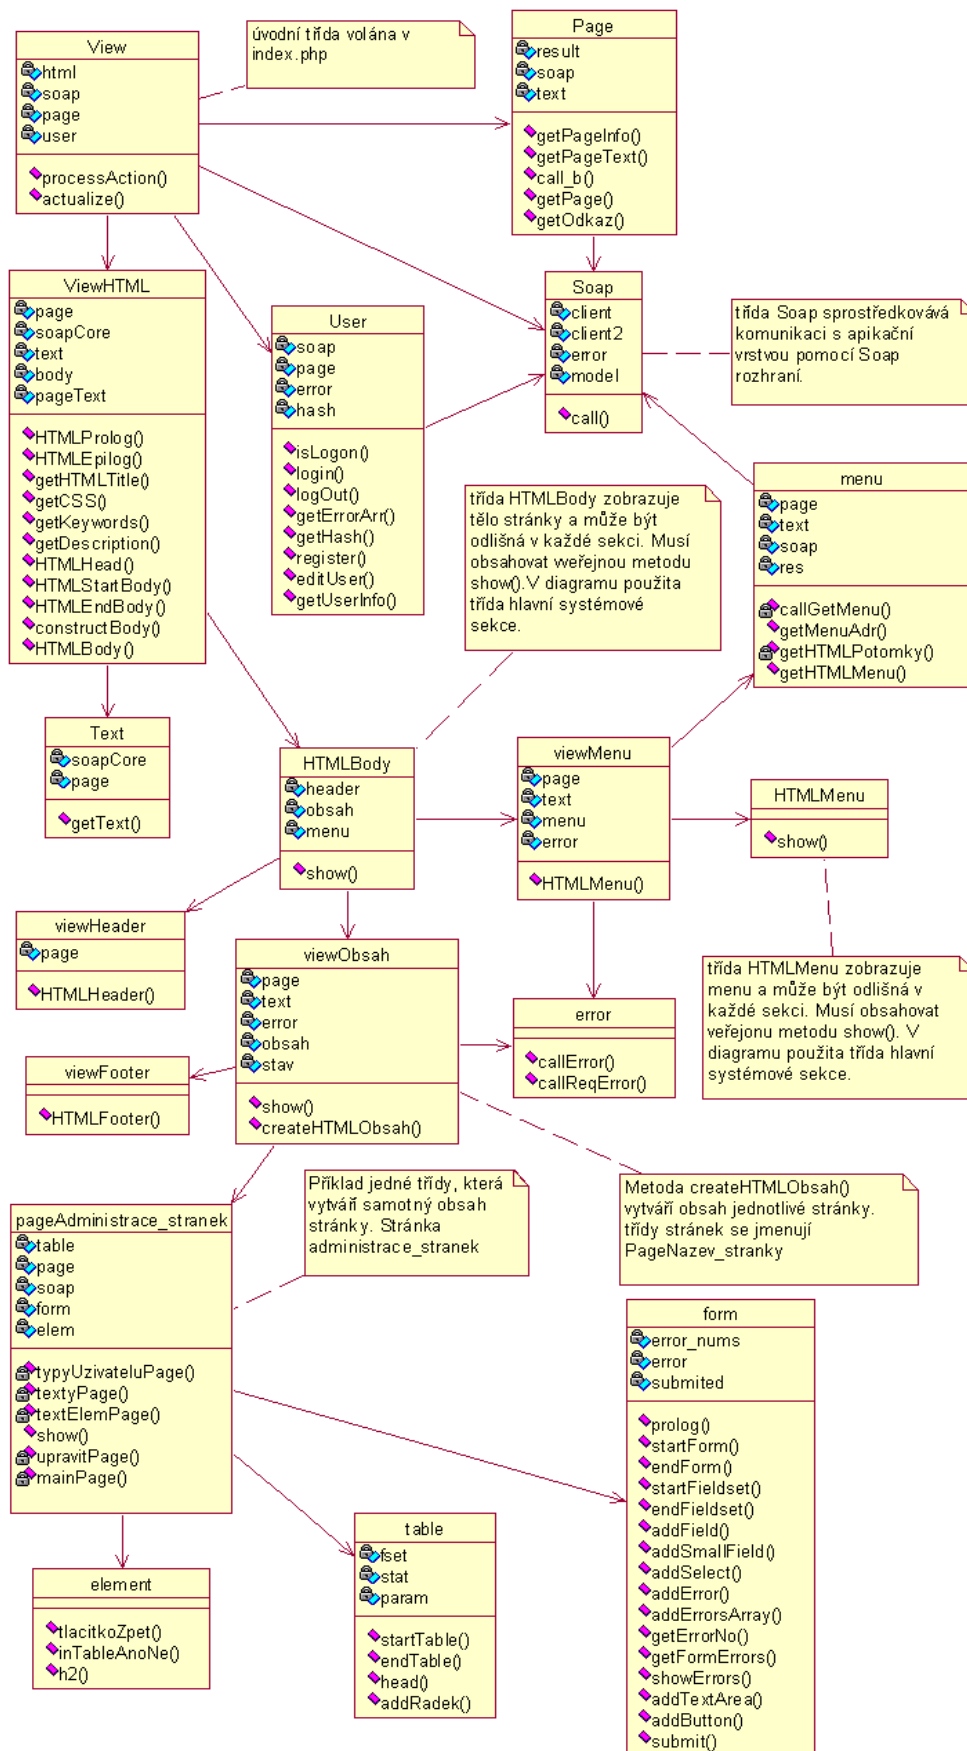 View
html
soap
page
user
processAction()
actualize()
úvodní třída volána v
index.php
Page
result
soap
text
getPageInfo()
getPageText()
call_b()
getPage()
getOdkaz()
ViewHTML
page
soapCore
text
body
pageText
HTMLProlog()
HTMLEpilog()
getHTMLTitle()
getCSS()
getKeywords()
getDescription()
HTMLHead()
HTMLStartBody()
HTMLEndBody()
constructBody()
HTMLBody()
User
soap
page
error
hash
isLogon()
login()
logOut()
getErrorArr()
getHash()
register()
editUser()
getUserInfo()
Soap
client
client2
error
model
call()
třída Soap sprostředkovává
komunikaci s apikační
vrstvou pomocí Soap
rozhraní.
třída HTMLBody zobrazuje
tělo stránky a může být
odlišná v každé sekci. Musí
obsahovat weřejnou metodu
show().V diagramu použita
třída hlavní systémové
sekce.
menu
page
text
soap
res
callGetMenu()
getMenuAdr()
getHTMLPotomky()
getHTMLMenu()
Text
soapCore
page
getText()
HTMLBody
header
obsah
menu
show()
viewMenu
page
text
menu
error
HTMLMenu()
HTMLMenu
show()
viewHeader
page
HTMLHeader()
viewObsah
page
text
error
obsah
stav
show()
createHTMLObsah()
error
callError()
callReqError()
třída HTMLMenu zobrazuje
menu a může být odlišná v
každé sekci. Musí obsahovat
veřejonu metodu show(). V
diagramu použita třída hlavní
systémové sekce.
viewFooter
HTMLFooter()
Příklad jedné třídy, která
vytváří samotný obsah
stránky. Stránka
administrace_stranek
Metoda createHTMLObsah()
vytváří obsah jednotlivé stránky.
třídy stránek se jmenují
PageNazev_stranky
pageAdministrace_stranek
table
page
soap
form
elem
typyUzivateluPage()
textyPage()
textElemPage()
show()
upravitPage()
mainPage()
form
error_nums
error
submited
prolog()
startForm()
endForm()
startFieldset()
endFieldset()
addField()
addSmallField()
addSelect()
addError()
addErrorsArray()
getErrorNo()
getFormErrors()
showErrors()
addTextArea()
addButton()
submit()
element
tlacitkoZpet()
inTableAnoNe()
h2()
table
fset
stat
param
startTable()
endTable()
head()
addRadek()